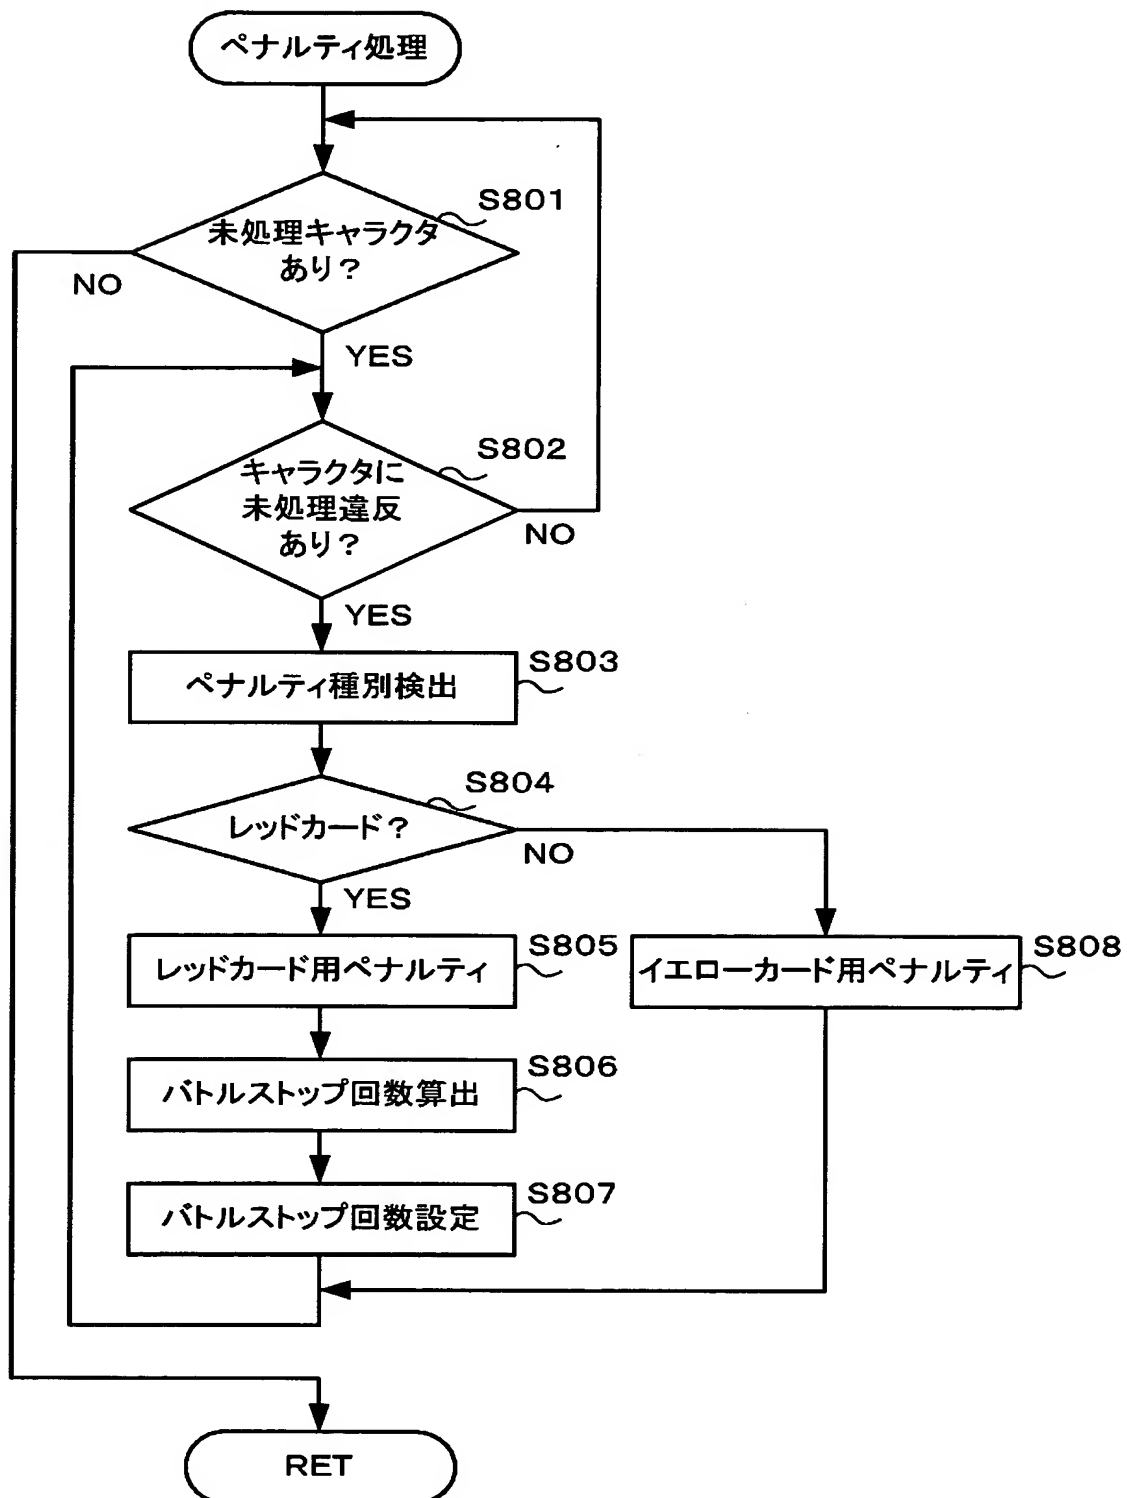 ペナルティ処理
S801
未処理キャラクタ
あり？
NO
YES
S802
キャラクタに
未処理違反
あり？
NO
YES
S803
ペナルティ種別検出
S804
レッドカード？
NO
YES
S805
レッドカード用ペナルティ
S808
イエローカード用ペナルティ
S806
バトルストップ回数算出
S807
バトルストップ回数設定
RET